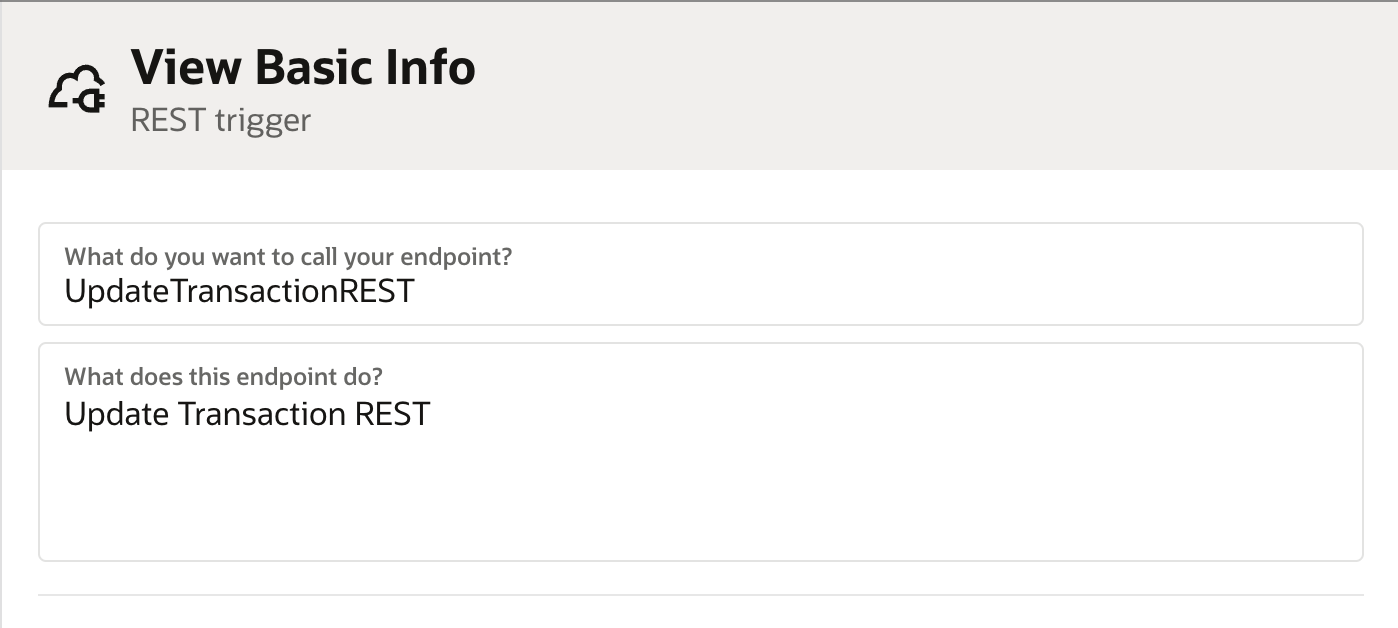 View Basic Info
REST trigger
What do you want to call your endpoint?
UpdateTransactionREST
What does this endpoint do?
Update Transaction REST